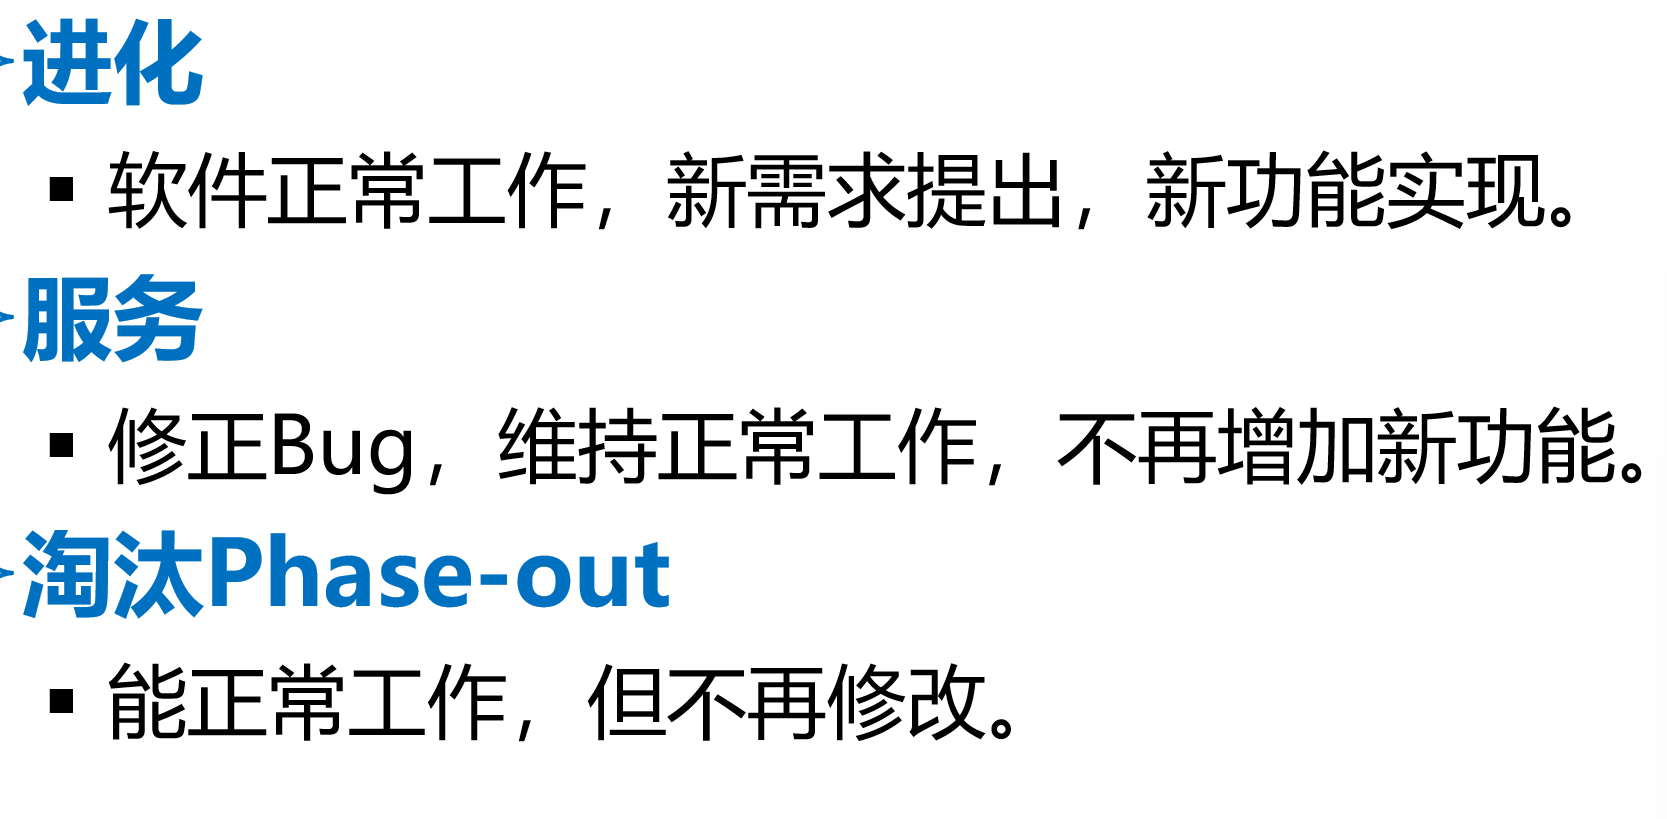 进化
软件正常工作，新需求提出，新功能实现。
服务
修正Bug，维持正常工作，不再增加新功能。
淘汰Phase-out
能正常工作，但不再修改。